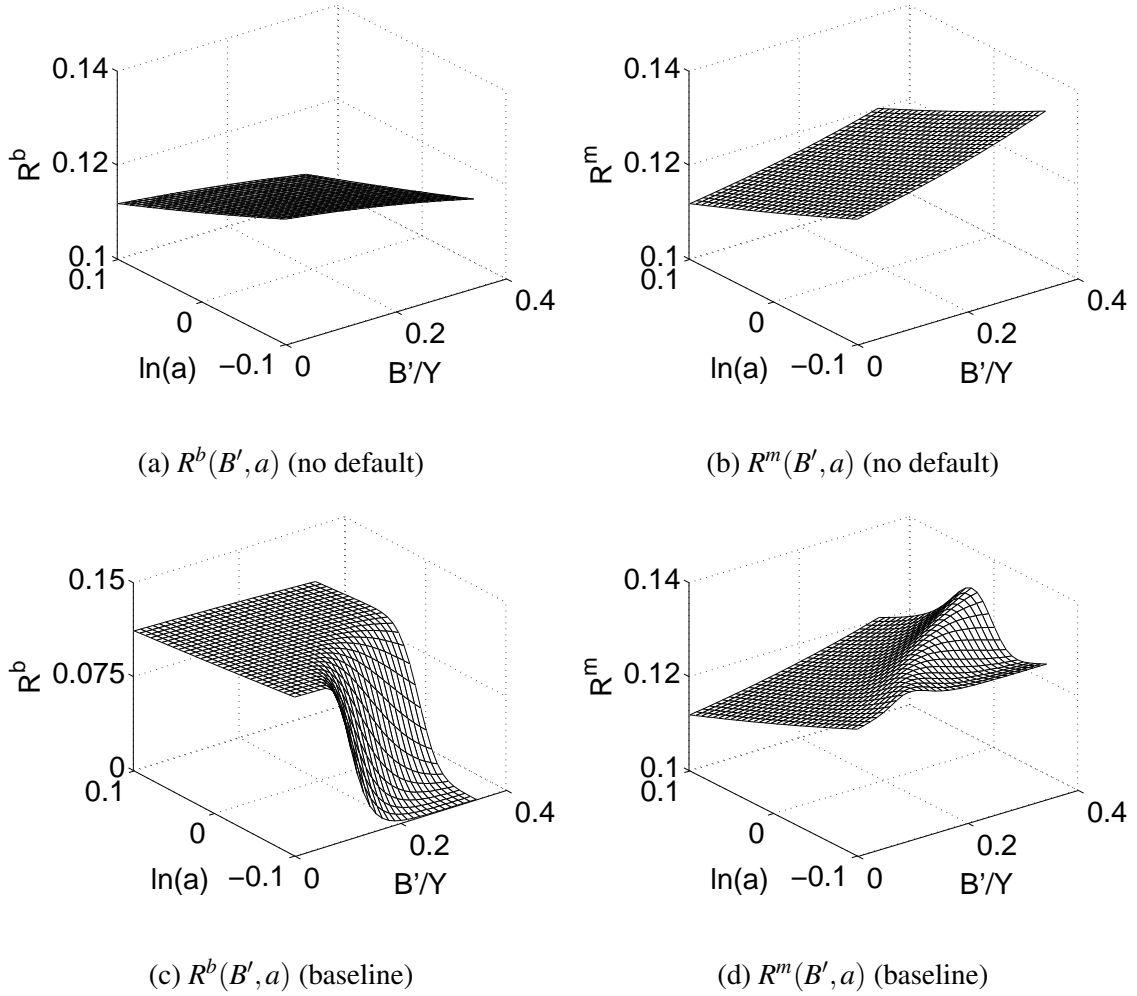 0.14
0.12
0.1
0.1
0
−0.1
0
0.2
0.4
R^b
ln(a)
B'/Y
(a) R^b(B′,a) (no default)
0.14
0.12
0.1
0.1
0
−0.1
0
0.2
0.4
R^m
ln(a)
B'/Y
(b) R^m(B′,a) (no default)
0.15
0.075
0
0.1
0
−0.1
0
0.2
0.4
R^b
ln(a)
B'/Y
(c) R^b(B′,a) (baseline)
0.14
0.12
0.1
0.1
0
−0.1
0
0.2
0.4
R^m
ln(a)
B'/Y
(d) R^m(B′,a) (baseline)